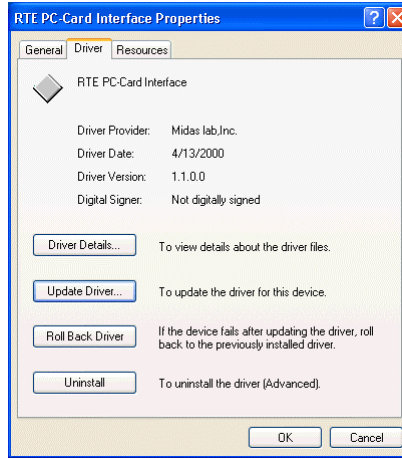 RTE PC-Card Interface Properties
General Driver Resources
RTE PC-Card Interface
Driver Provider: Midas lab,Inc.
Driver Date: 4/13/2000
Driver Version: 1.1.0.0
Digital Signer: Not digitally signed
Driver Details... To view details about the driver files.
Update Driver... To update the driver for this device.
Roll Back Driver If the device fails after updating the driver, roll
back to the previously installed driver.
Uninstall To uninstall the driver (Advanced).
OK Cancel